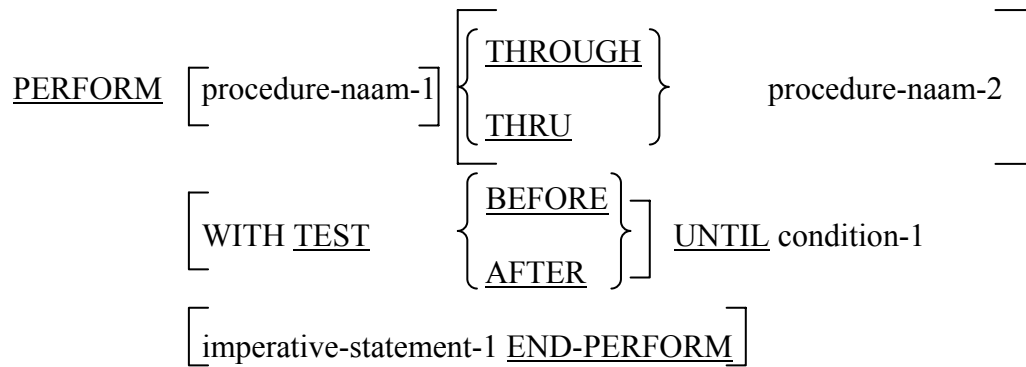 THROUGH
PERFORM procedure-naam-1 procedure-naam-2
THRU
BEFORE
WITH TEST UNTIL condition-1
AFTER
imperative-statement-1 END-PERFORM